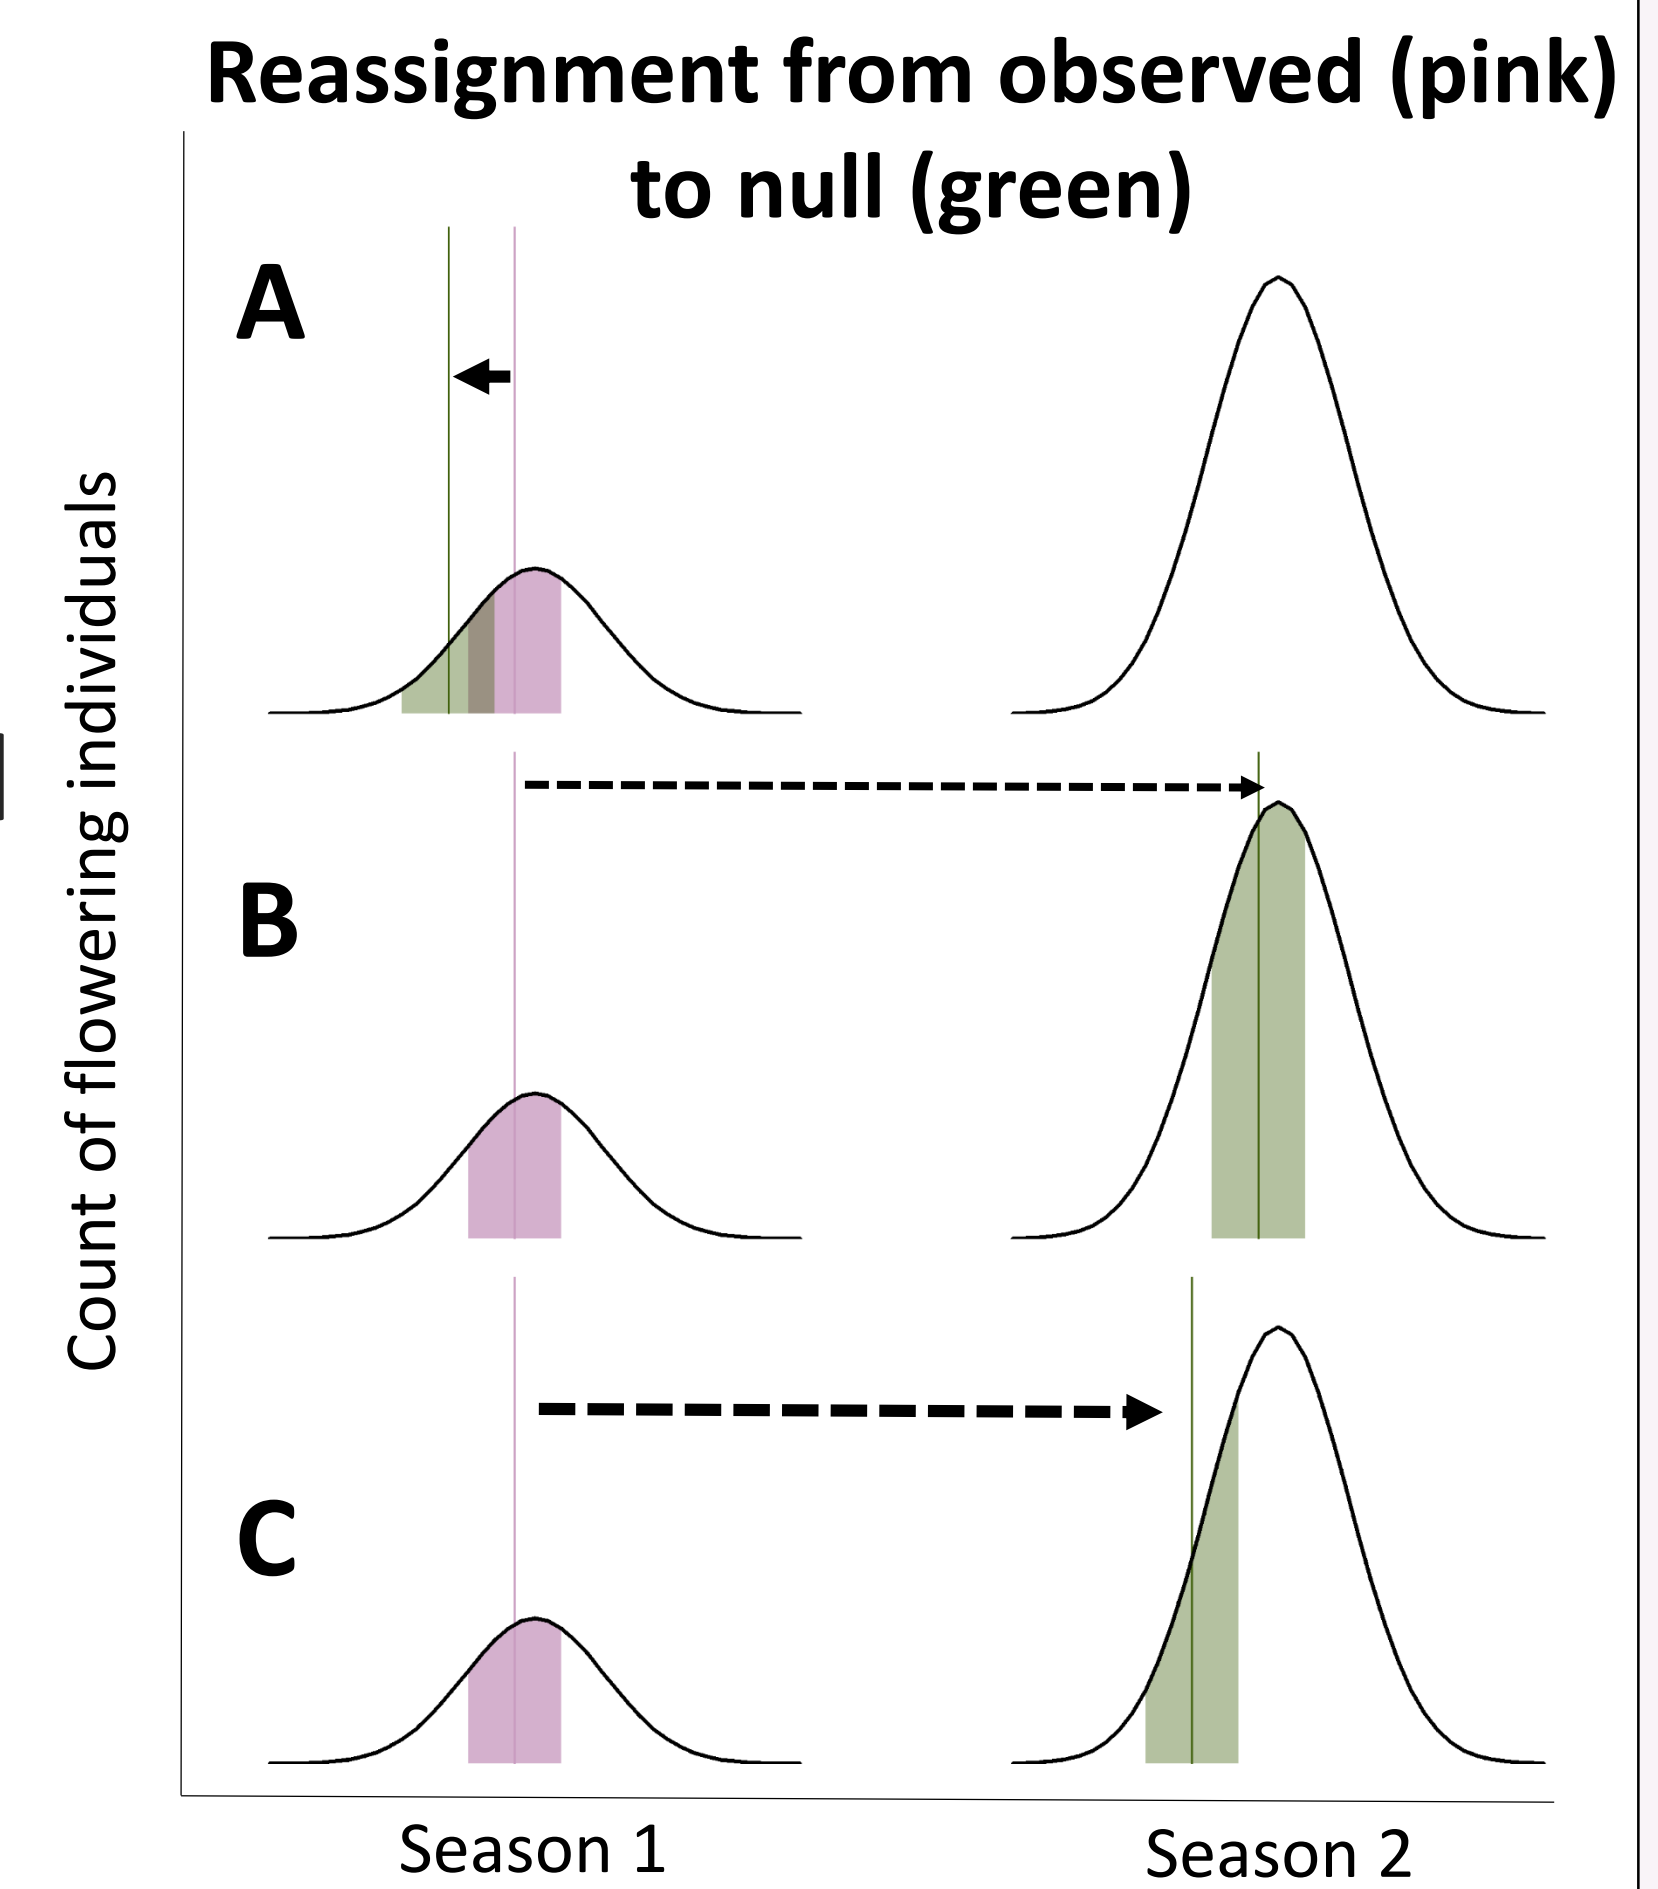 Reassignment from observed (pink)
to null (green)
A
B
C
Count of flowering individuals
Season 1
Season 2